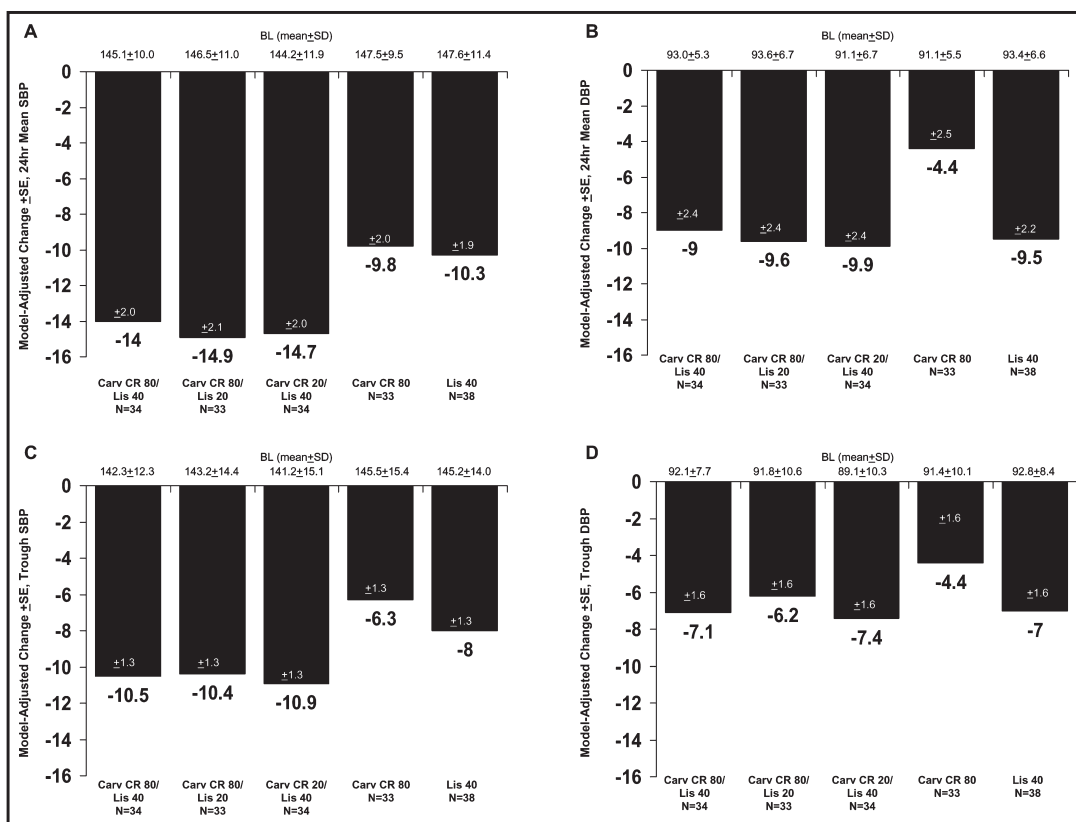 A
BL (mean±SD)
145.1±10.0 146.5±11.0 144.2±11.9 147.5±9.5 147.6±11.4
Model-Adjusted Change ±SE, 24hr Mean SBP
0
-2
-4
-6
-8
-10
-12
-14
-16
±2.0
-14
±2.1
-14.9
±2.0
-14.7
±2.0
-9.8
±1.9
-10.3
Carv CR 80/
Lis 40
N=34
Carv CR 80/
Lis 20
N=33
Carv CR 20/
Lis 40
N=34
Carv CR 80
N=33
Lis 40
N=38
B
BL (mean±SD)
93.0±5.3 93.6±6.7 91.1±6.7 91.1±5.5 93.4±6.6
Model-Adjusted Change ±SE, 24hr Mean DBP
0
-2
-4
-6
-8
-10
-12
-14
-16
±2.4
-9
±2.4
-9.6
±2.4
-9.9
±2.5
-4.4
±2.2
-9.5
Carv CR 80/
Lis 40
N=34
Carv CR 80/
Lis 20
N=33
Carv CR 20/
Lis 40
N=34
Carv CR 80
N=33
Lis 40
N=38
C
BL (mean±SD)
142.3±12.3 143.2±14.4 141.2±15.1 145.5±15.4 145.2±14.0
Model-Adjusted Change ±SE, Trough SBP
0
-2
-4
-6
-8
-10
-12
-14
-16
±1.3
-10.5
±1.3
-10.4
±1.3
-10.9
±1.3
-6.3
±1.3
-8
Carv CR 80/
Lis 40
N=34
Carv CR 80/
Lis 20
N=33
Carv CR 20/
Lis 40
N=34
Carv CR 80
N=33
Lis 40
N=38
D
BL (mean±SD)
92.1±7.7 91.8±10.6 89.1±10.3 91.4±10.1 92.8±8.4
Model-Adjusted Change ±SE, Trough DBP
0
-2
-4
-6
-8
-10
-12
-14
-16
±1.6
-7.1
±1.6
-6.2
±1.6
-7.4
±1.6
-4.4
±1.6
-7
Carv CR 80/
Lis 40
N=34
Carv CR 80/
Lis 20
N=33
Carv CR 20/
Lis 40
N=34
Carv CR 80
N=33
Lis 40
N=38